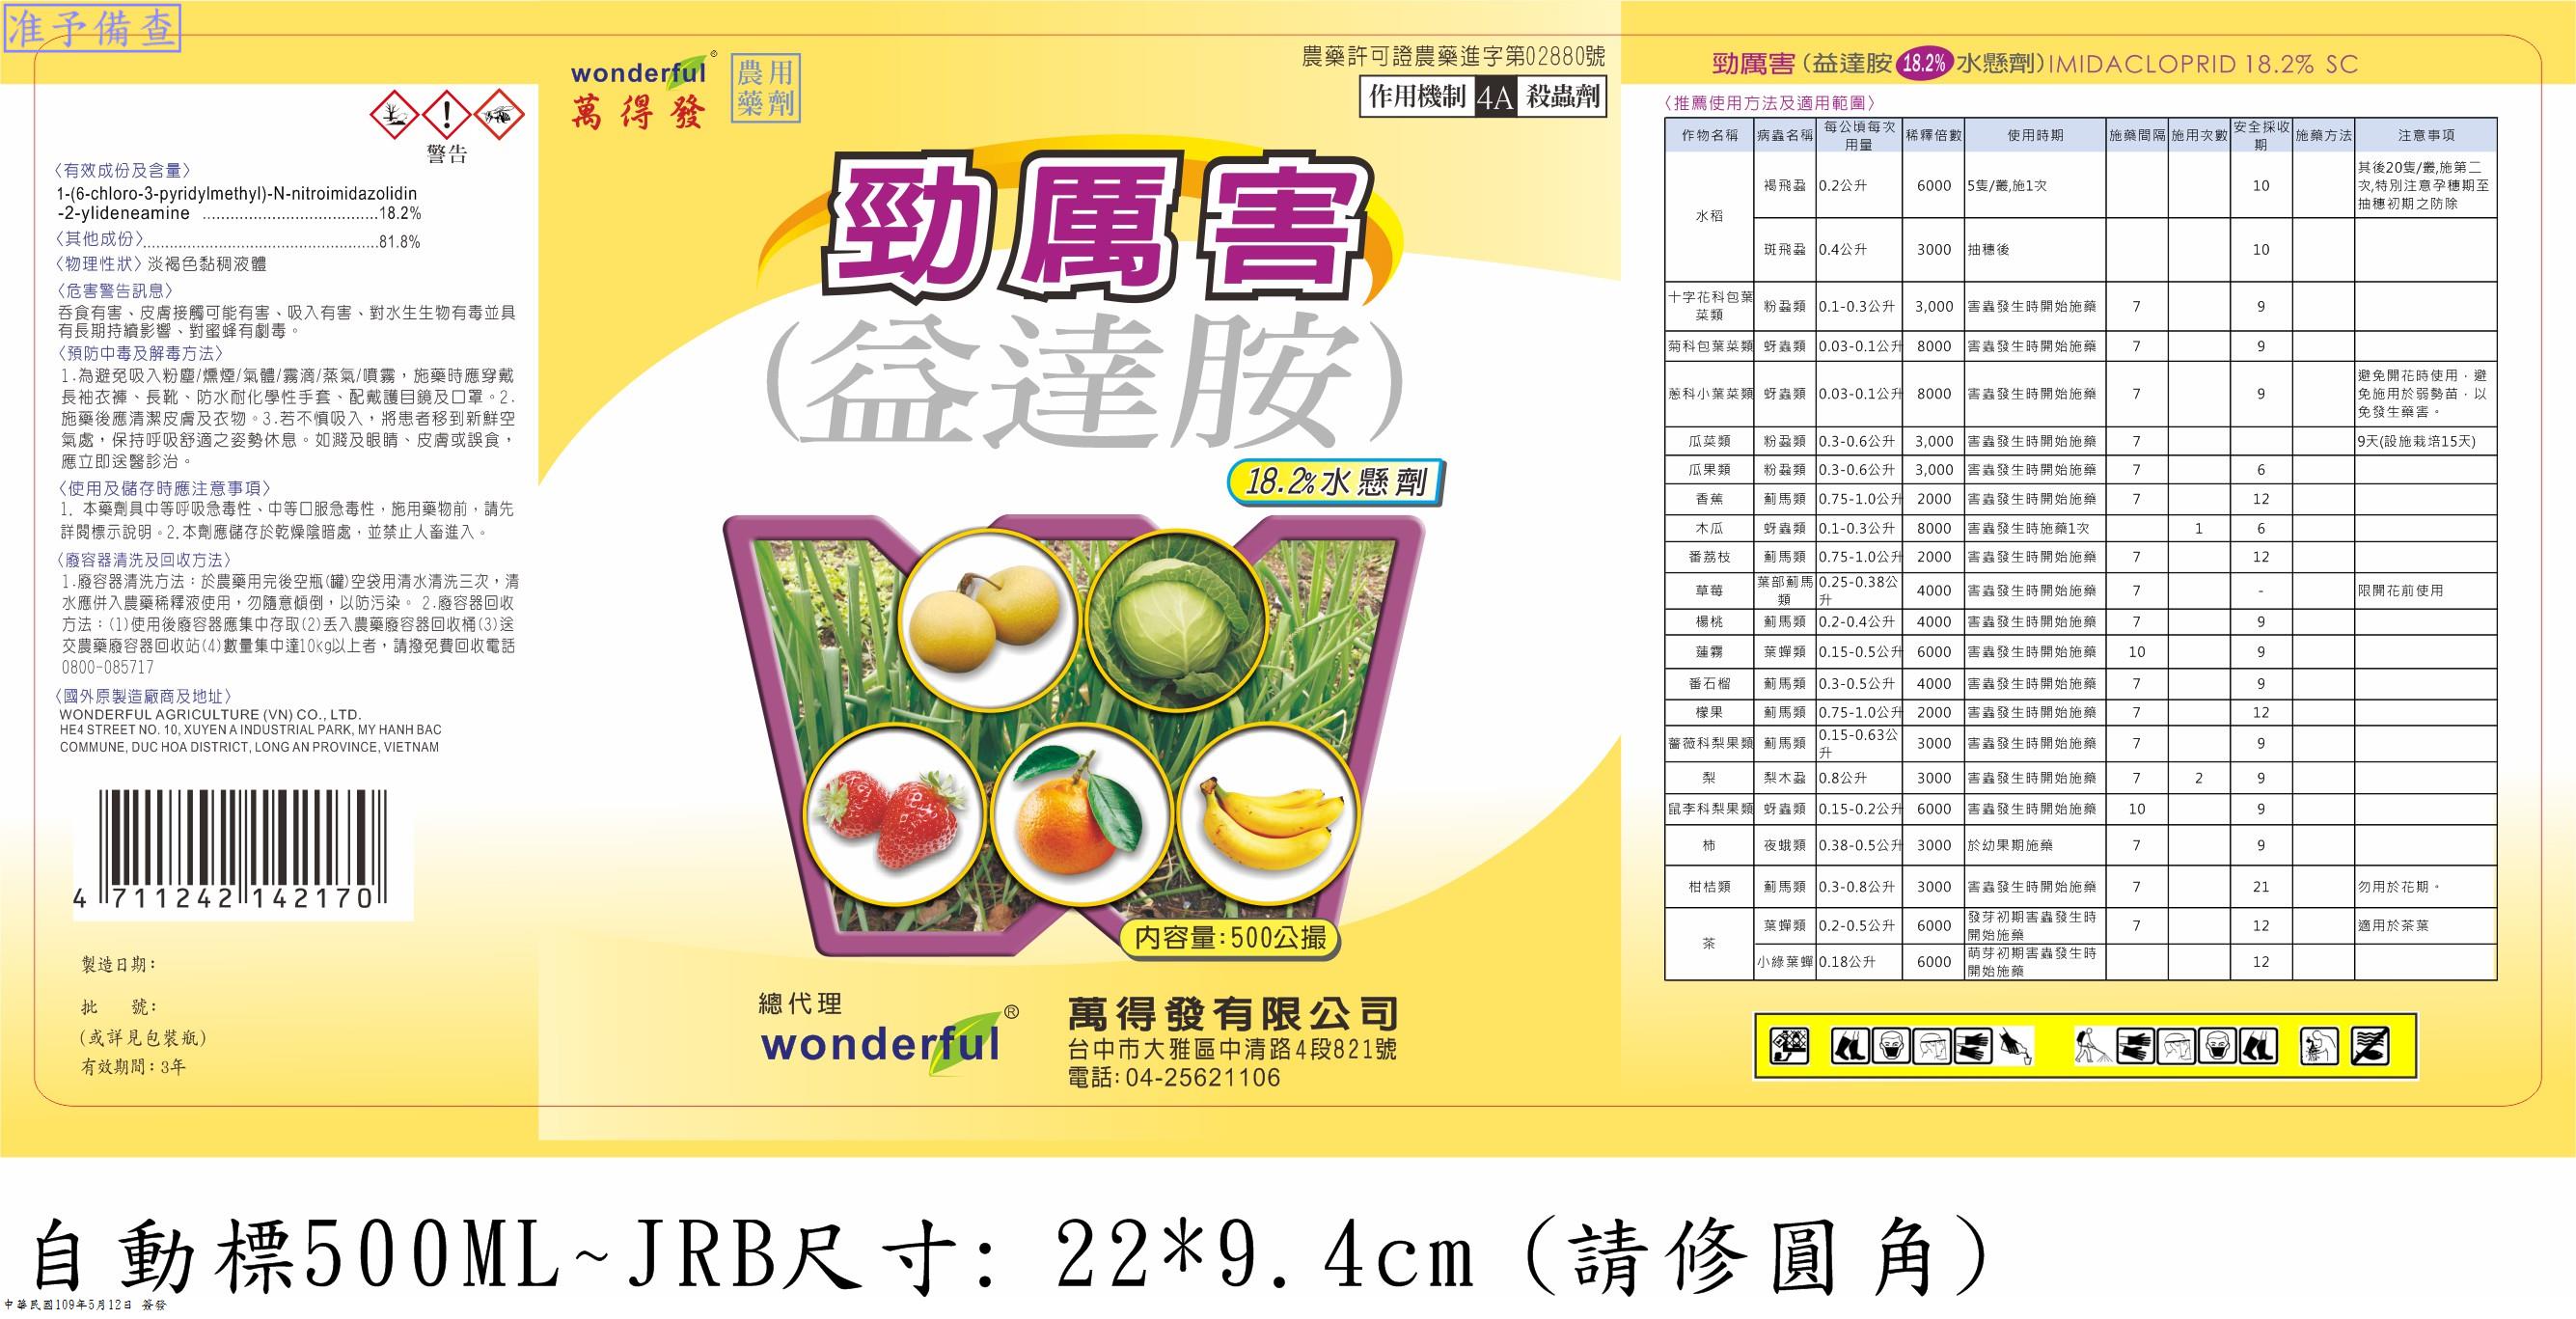 准予備查
警告
〈有效成份及含量〉
1-(6-chloro-3-pyridylmethyl)-N-nitroimidazolidin
-2-ylideneamine ......................................18.2%
〈其他成份〉..................................................81.8%
〈物理性狀〉淡褐色黏稠液體
〈危害警告訊息〉
吞食有害、皮膚接觸可能有害、吸入有害、對水生生物有毒並具
有長期持續影響、對蜜蜂有劇毒。
〈預防中毒及解毒方法〉
1.為避免吸入粉塵/燻煙/氣體/霧滴/蒸氣/噴霧，施藥時應穿戴
長袖衣褲、長靴、防水耐化學性手套、配戴護目鏡及口罩。2.
施藥後應清潔皮膚及衣物。3.若不慎吸入，將患者移到新鮮空
氣處，保持呼吸舒適之姿勢休息。如濺及眼睛、皮膚或誤食，
應立即送醫診治。
〈使用及儲存時應注意事項〉
1. 本藥劑具中等呼吸急毒性、中等口服急毒性，施用藥物前，請先
詳閱標示說明。2.本劑應儲存於乾燥陰暗處，並禁止人畜進入。
〈廢容器清洗及回收方法〉
1.廢容器清洗方法：於農藥用完後空瓶(罐)空袋用清水清洗三次，清
水應併入農藥稀釋液使用，勿隨意傾倒，以防污染。 2.廢容器回收
方法：(1)使用後廢容器應集中存取(2)丟入農藥廢容器回收桶(3)送
交農藥廢容器回收站(4)數量集中達10kg以上者，請撥免費回收電話
0800-085717
〈國外原製造廠商及地址〉
WONDERFUL AGRICULTURE (VN) CO., LTD.
HE4 STREET NO. 10, XUYEN A INDUSTRIAL PARK, MY HANH BAC
COMMUNE, DUC HOA DISTRICT, LONG AN PROVINCE, VIETNAM
4 711242 142170
製造日期：
批　號：
(或詳見包裝瓶)
有效期間：3年
wonderful®
萬得發
農用
藥劑
農藥許可證農藥進字第02880號
作用機制 4A 殺蟲劑
勁厲害
(益達胺)
18.2%水懸劑
內容量：500公撮
總代理
wonderful®
萬得發有限公司
台中市大雅區中清路4段821號
電話：04-25621106
勁厲害(益達胺18.2%水懸劑)IMIDACLOPRID 18.2% SC
〈推薦使用方法及適用範圍〉
作物名稱 病蟲名稱 每公頃每次用量 稀釋倍數 使用時期 施藥間隔 施用次數 安全採收期 施藥方法 注意事項
水稻 褐飛蝨 0.2公升 6000 5隻/叢,施1次 10 其後20隻/叢,施第二次,特別注意孕穗期至抽穗初期之防除
斑飛蝨 0.4公升 3000 抽穗後 10
十字花科包葉菜類 粉蝨類 0.1-0.3公升 3,000 害蟲發生時開始施藥 7 9
菊科包葉菜類 蚜蟲類 0.03-0.1公升 8000 害蟲發生時開始施藥 7 9
蔥科小葉菜類 蚜蟲類 0.03-0.1公升 8000 害蟲發生時開始施藥 7 9 避免開花時使用，避免施用於弱勢苗，以免發生藥害。
瓜菜類 粉蝨類 0.3-0.6公升 3,000 害蟲發生時開始施藥 7 9天(設施栽培15天)
瓜果類 粉蝨類 0.3-0.6公升 3,000 害蟲發生時開始施藥 7 6
香蕉 薊馬類 0.75-1.0公升 2000 害蟲發生時開始施藥 7 12
木瓜 蚜蟲類 0.1-0.3公升 8000 害蟲發生時施藥1次 1 6
番荔枝 薊馬類 0.75-1.0公升 2000 害蟲發生時開始施藥 7 12
草莓 葉部薊馬類 0.25-0.38公升 4000 害蟲發生時開始施藥 7 - 限開花前使用
楊桃 薊馬類 0.2-0.4公升 4000 害蟲發生時開始施藥 7 9
蓮霧 葉蟬類 0.15-0.5公升 6000 害蟲發生時開始施藥 10 9
番石榴 薊馬類 0.3-0.5公升 4000 害蟲發生時開始施藥 7 9
檬果 薊馬類 0.75-1.0公升 2000 害蟲發生時開始施藥 7 12
薔薇科梨果類 薊馬類 0.15-0.63公升 3000 害蟲發生時開始施藥 7 9
梨 梨木蝨 0.8公升 3000 害蟲發生時開始施藥 7 2 9
鼠李科梨果類 蚜蟲類 0.15-0.2公升 6000 害蟲發生時開始施藥 10 9
柿 夜蛾類 0.38-0.5公升 3000 於幼果期施藥 7 9
柑桔類 薊馬類 0.3-0.8公升 3000 害蟲發生時開始施藥 7 21 勿用於花期。
茶 葉蟬類 0.2-0.5公升 6000 發芽初期害蟲發生時開始施藥 7 12 適用於茶葉
小綠葉蟬 0.18公升 6000 萌芽初期害蟲發生時開始施藥 12
自動標500ML~JRB尺寸：22*9.4cm (請修圓角)
中華民國109年5月12日 簽發